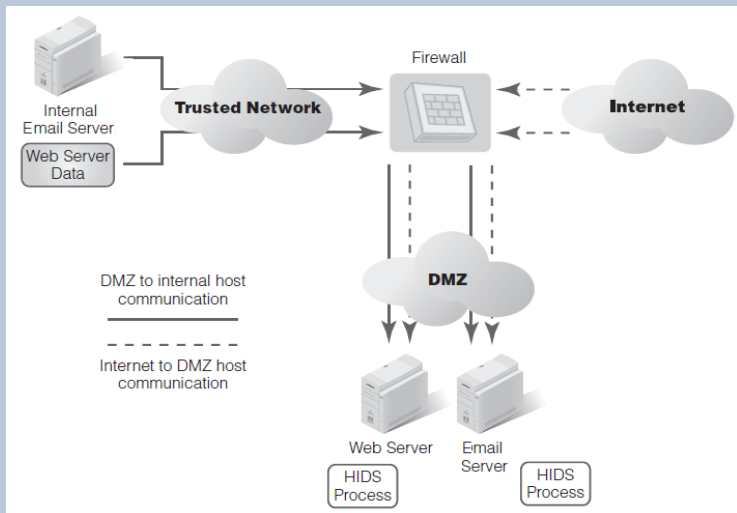 Firewall
Trusted Network
Internet
Internal
Email Server
Web Server
Data
DMZ
DMZ to internal host
communication
Internet to DMZ host
communication
Web Server
Email
Server
HIDS
Process
HIDS
Process